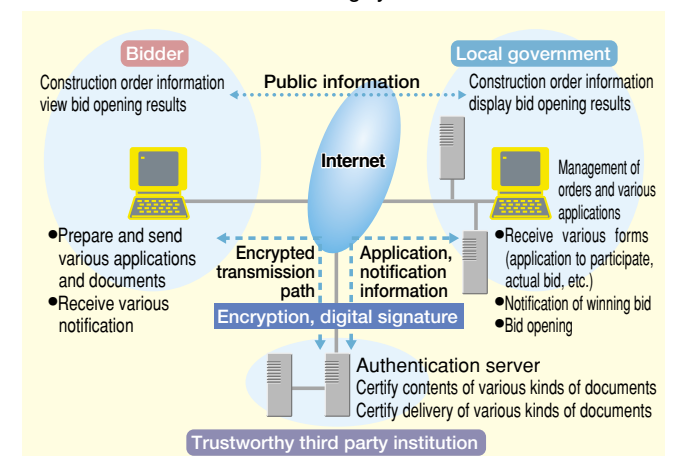 Bidder
Construction order information
view bid opening results
Public information
Local government
Construction order information
display bid opening results
Internet
Management of
orders and various
applications
●Prepare and send
various applications
and documents
●Receive various
notification
Encrypted
transmission
path
Application,
notification
information
●Receive various forms
(application to participate,
actual bid, etc.)
●Notification of winning bid
●Bid opening
Encryption, digital signature
Authentication server
Certify contents of various kinds of documents
Certify delivery of various kinds of documents
Trustworthy third party institution